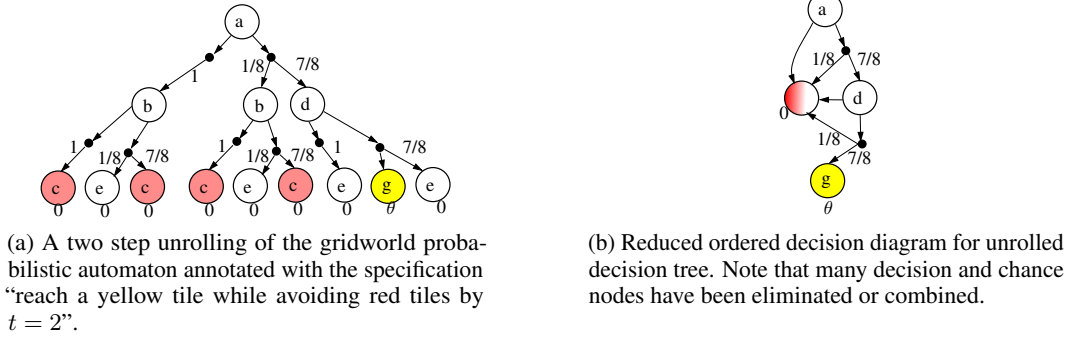 a
a
1/8
7/8
1
1/8
7/8
b
b
d
0
d
1
1/8
7/8
1
1/8
7/8
1
7/8
1/8
7/8
c
e
c
c
e
c
e
g
e
g
0
0
0
0
0
0
0
θ
0
θ
(a) A two step unrolling of the gridworld proba-
bilistic automaton annotated with the specification
“reach a yellow tile while avoiding red tiles by
t = 2”.
(b) Reduced ordered decision diagram for unrolled
decision tree. Note that many decision and chance
nodes have been eliminated or combined.